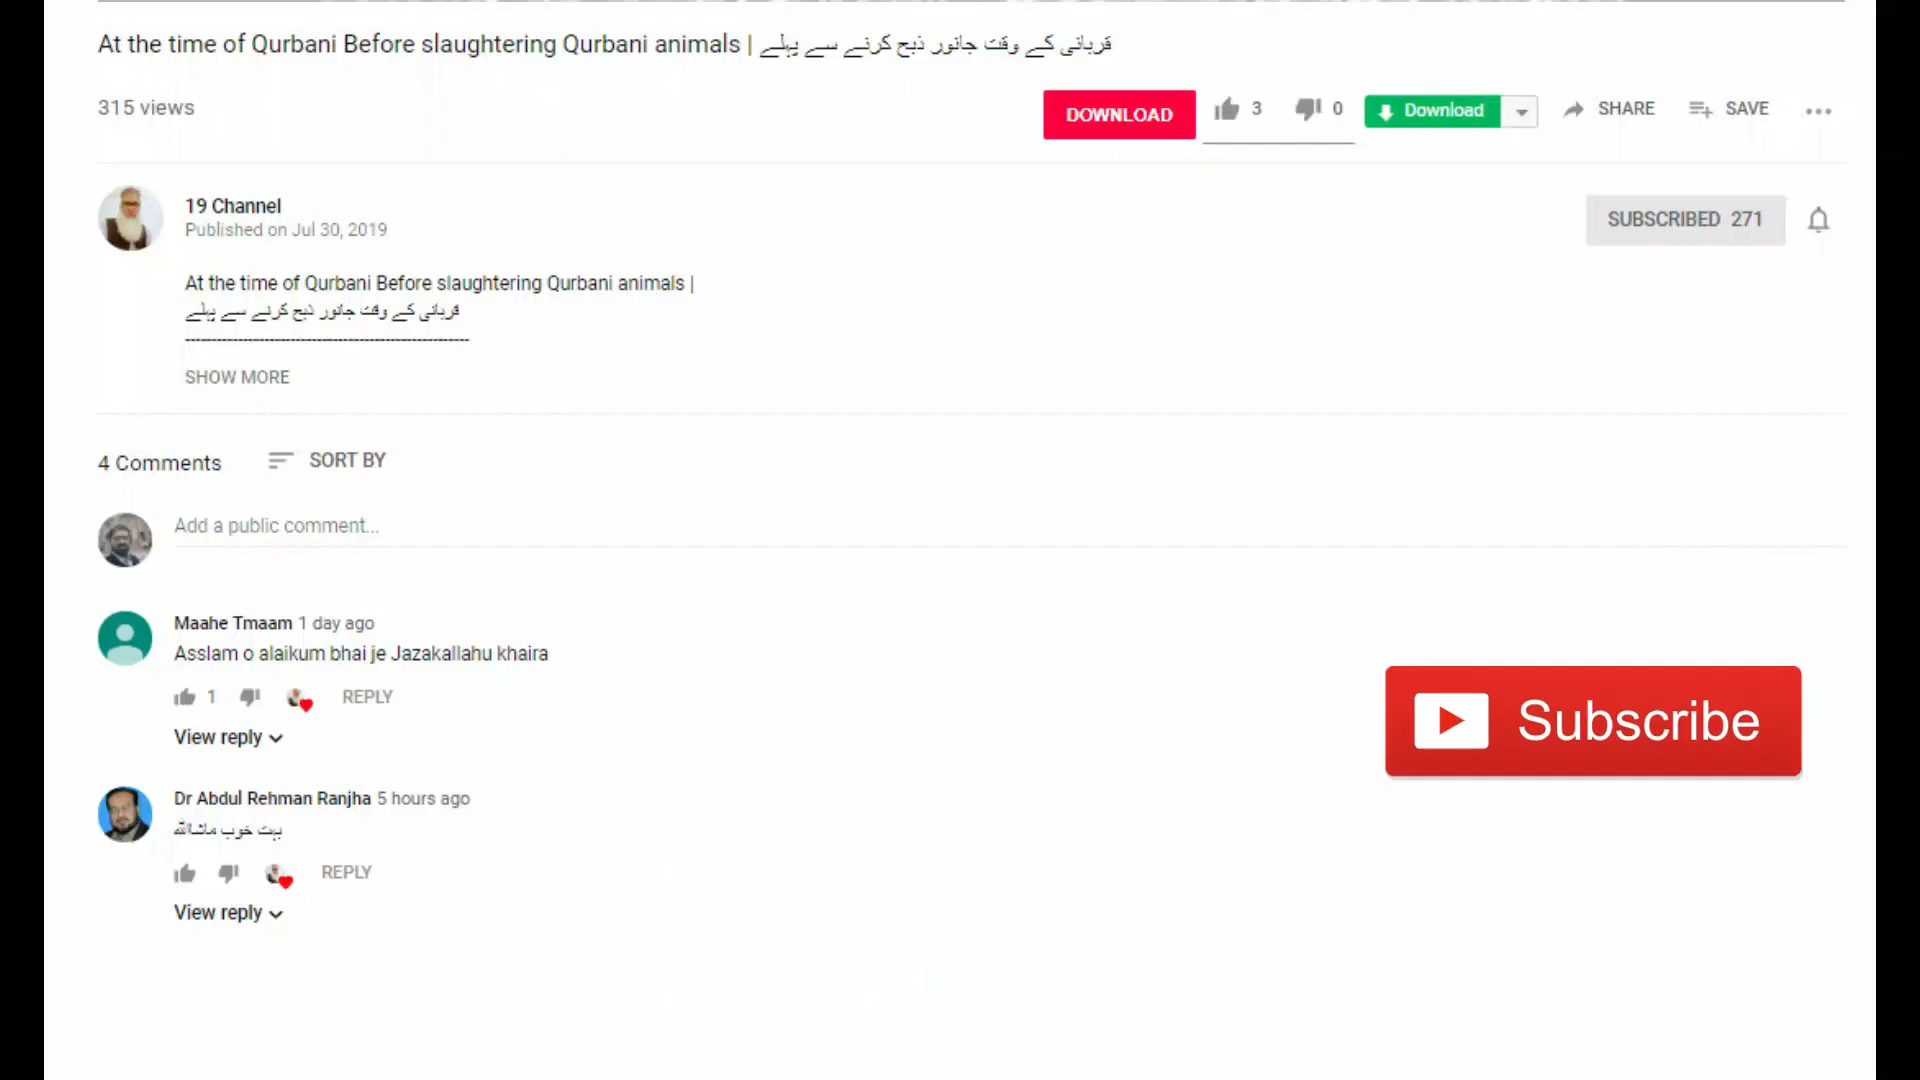 At the time of Qurbani Before slaughtering Qurbani animals | قربانی کے وقت جانور ذبح کرنے سے پہلے
315 views
DOWNLOAD
3
0
Download
SHARE
SAVE
19 Channel
Published on Jul 30, 2019
SUBSCRIBED 271
At the time of Qurbani Before slaughtering Qurbani animals |
قربانی کے وقت جانور ذبح کرنے سے پہلے
------------------------------------------------------
SHOW MORE
4 Comments
SORT BY
Add a public comment...
Maahe Tmaam 1 day ago
Asslam o alaikum bhai je Jazakallahu khaira
1
REPLY
View reply
Subscribe
Dr Abdul Rehman Ranjha 5 hours ago
بہت خوب ماشاﷲ
REPLY
View reply